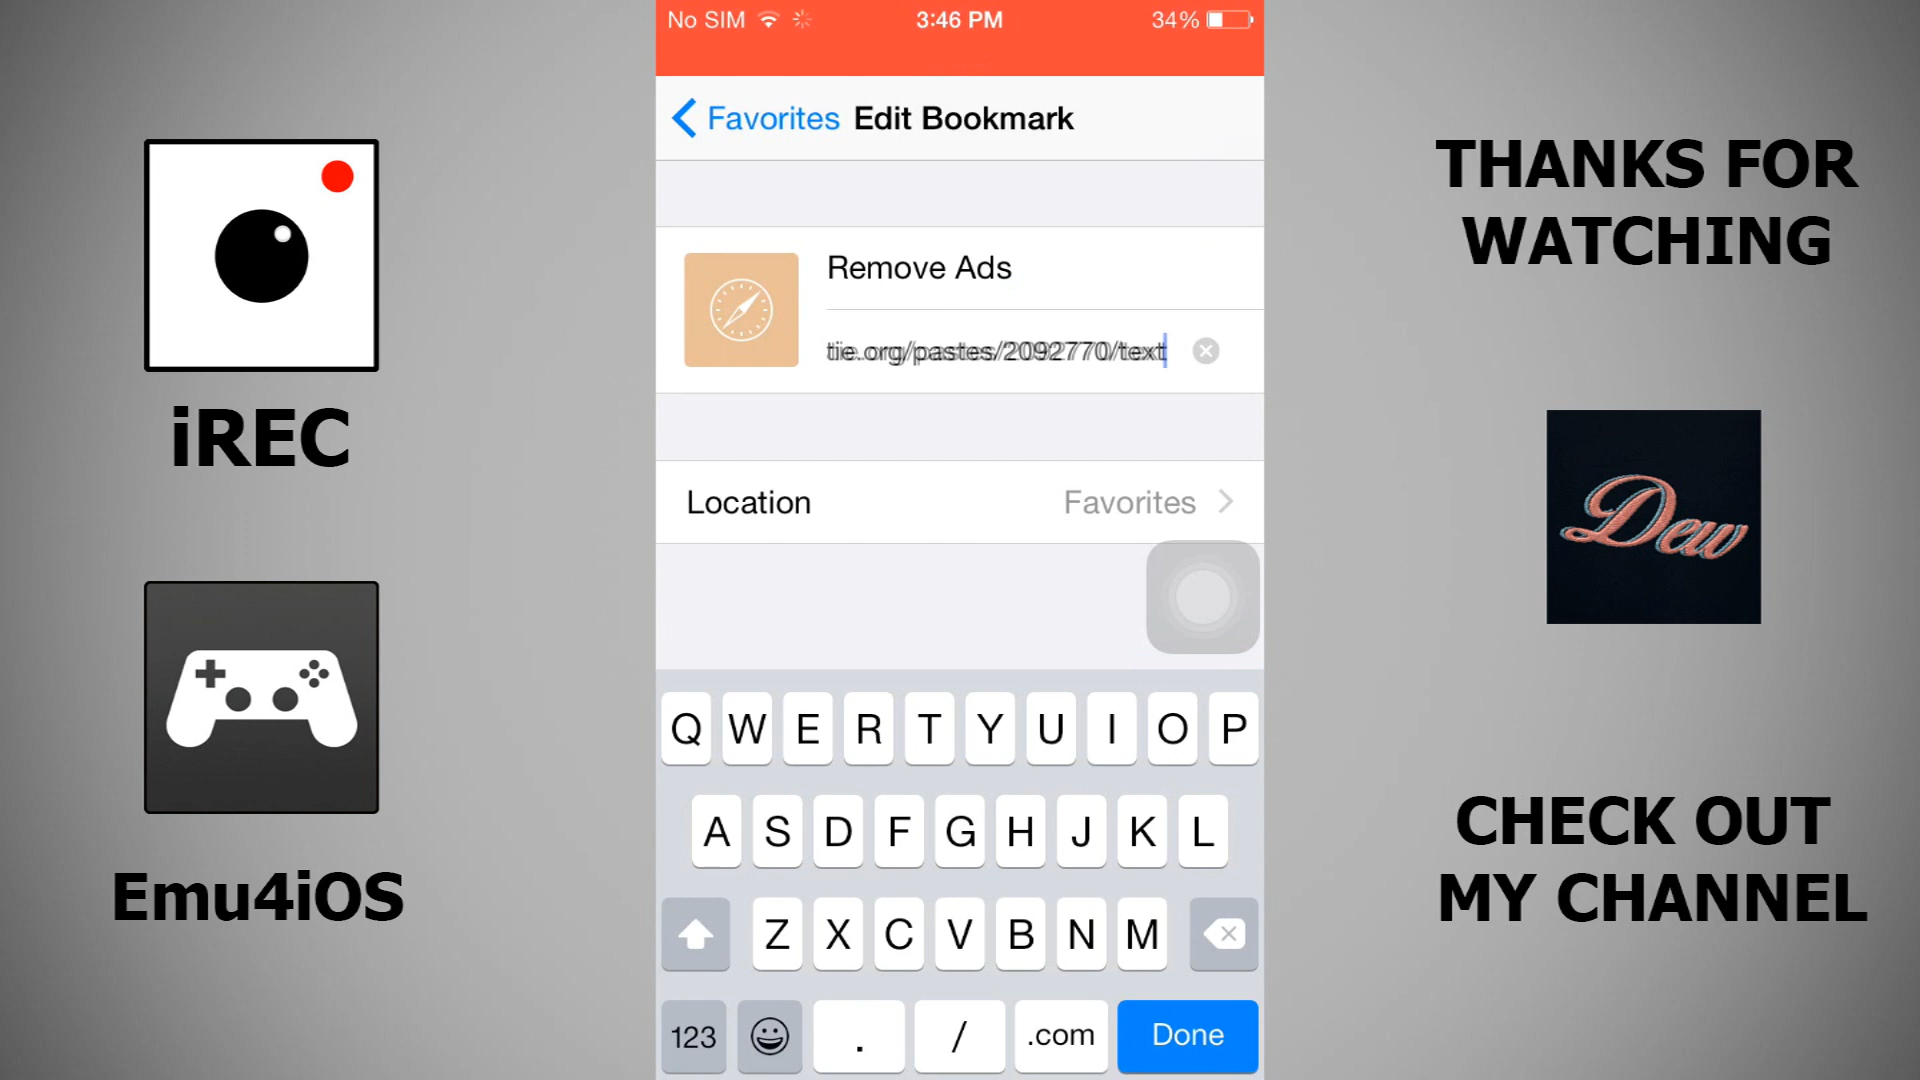 No SIM 3:46 PM 34%
Favorites Edit Bookmark
Remove Ads
tie.org/pastes/2092770/text
Location Favorites
Q W E R T Y U I O P
A S D F G H J K L
Z X C V B N M
123 . / .com Done
iREC
Emu4iOS
THANKS FOR
WATCHING
Dew
CHECK OUT
MY CHANNEL